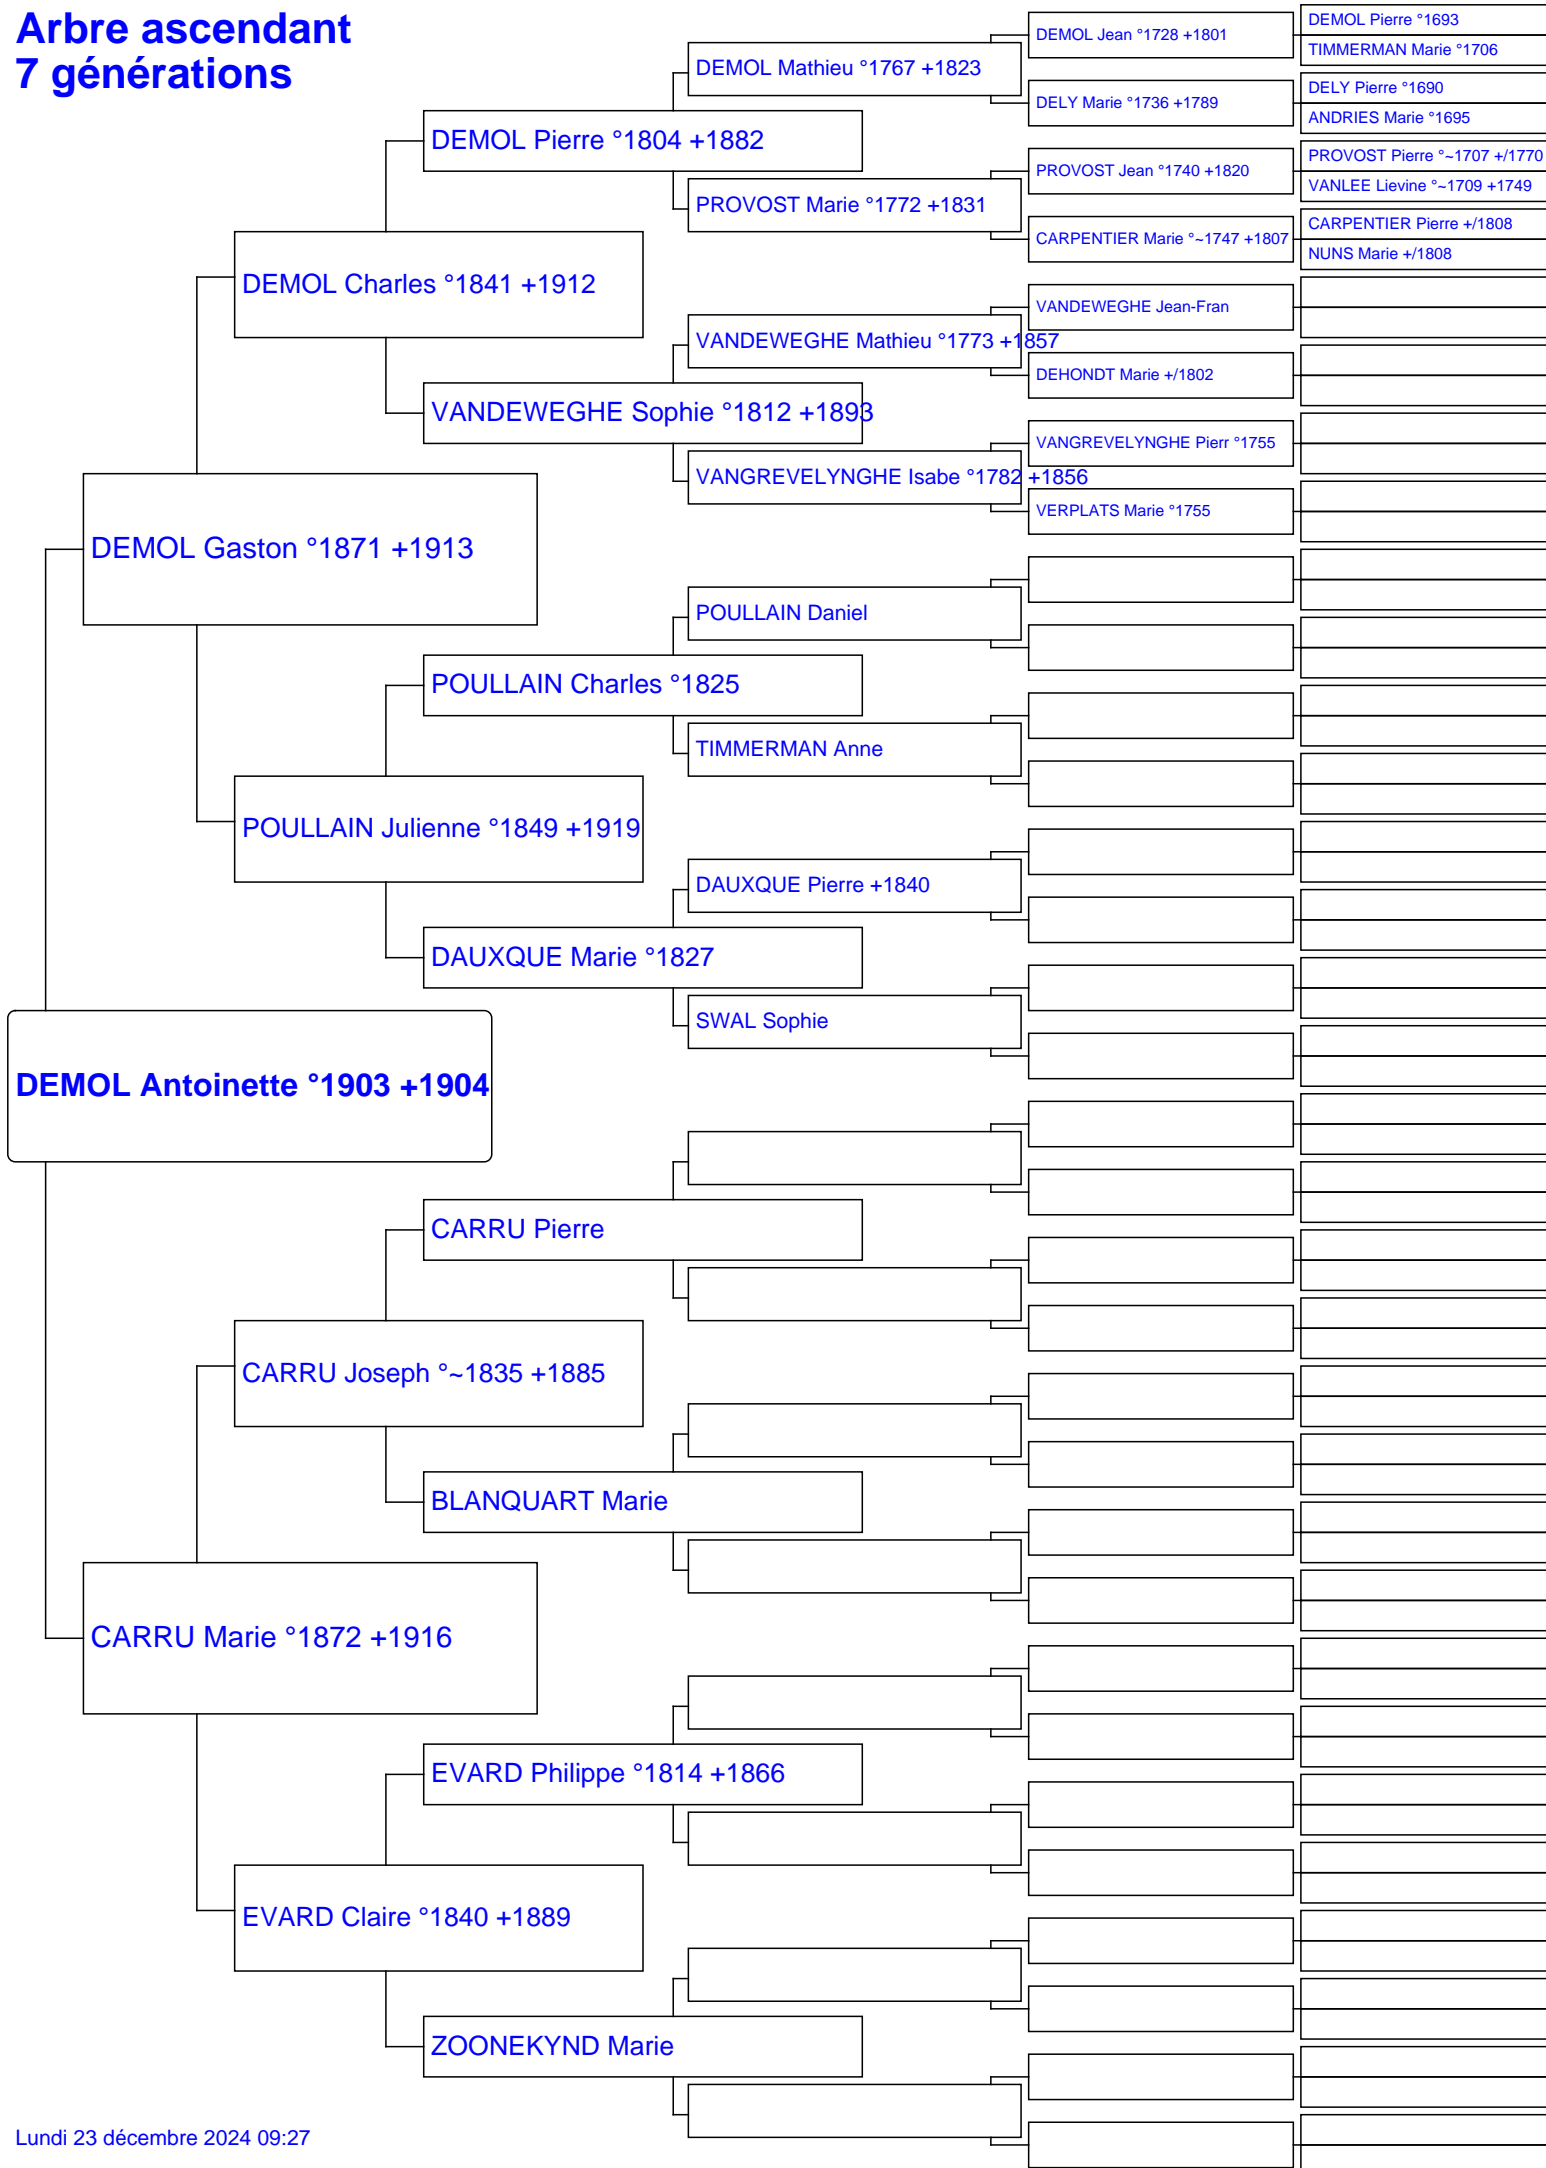 Arbre ascendant
7 générations
DEMOL Pierre °1693
DEMOL Jean °1728 +1801
TIMMERMAN Marie °1706
DEMOL Mathieu °1767 +1823
DELY Pierre °1690
DELY Marie °1736 +1789
ANDRIES Marie °1695
DEMOL Pierre °1804 +1882
PROVOST Pierre °~1707 +/1770
PROVOST Jean °1740 +1820
VANLEE Lievine °~1709 +1749
PROVOST Marie °1772 +1831
CARPENTIER Pierre +/1808
CARPENTIER Marie °~1747 +1807
NUNS Marie +/1808
DEMOL Charles °1841 +1912
VANDEWEGHE Jean-Fran
VANDEWEGHE Mathieu °1773 +1857
DEHONDT Marie +/1802
VANDEWEGHE Sophie °1812 +1893
VANGREVELYNGHE Pierr °1755
VANGREVELYNGHE Isabe °1782 +1856
VERPLATS Marie °1755
DEMOL Gaston °1871 +1913
POULLAIN Daniel
POULLAIN Charles °1825
TIMMERMAN Anne
POULLAIN Julienne °1849 +1919
DAUXQUE Pierre +1840
DAUXQUE Marie °1827
SWAL Sophie
DEMOL Antoinette °1903 +1904
CARRU Pierre
CARRU Joseph °~1835 +1885
BLANQUART Marie
CARRU Marie °1872 +1916
EVARD Philippe °1814 +1866
EVARD Claire °1840 +1889
ZOONEKYND Marie
Lundi 23 décembre 2024 09:27